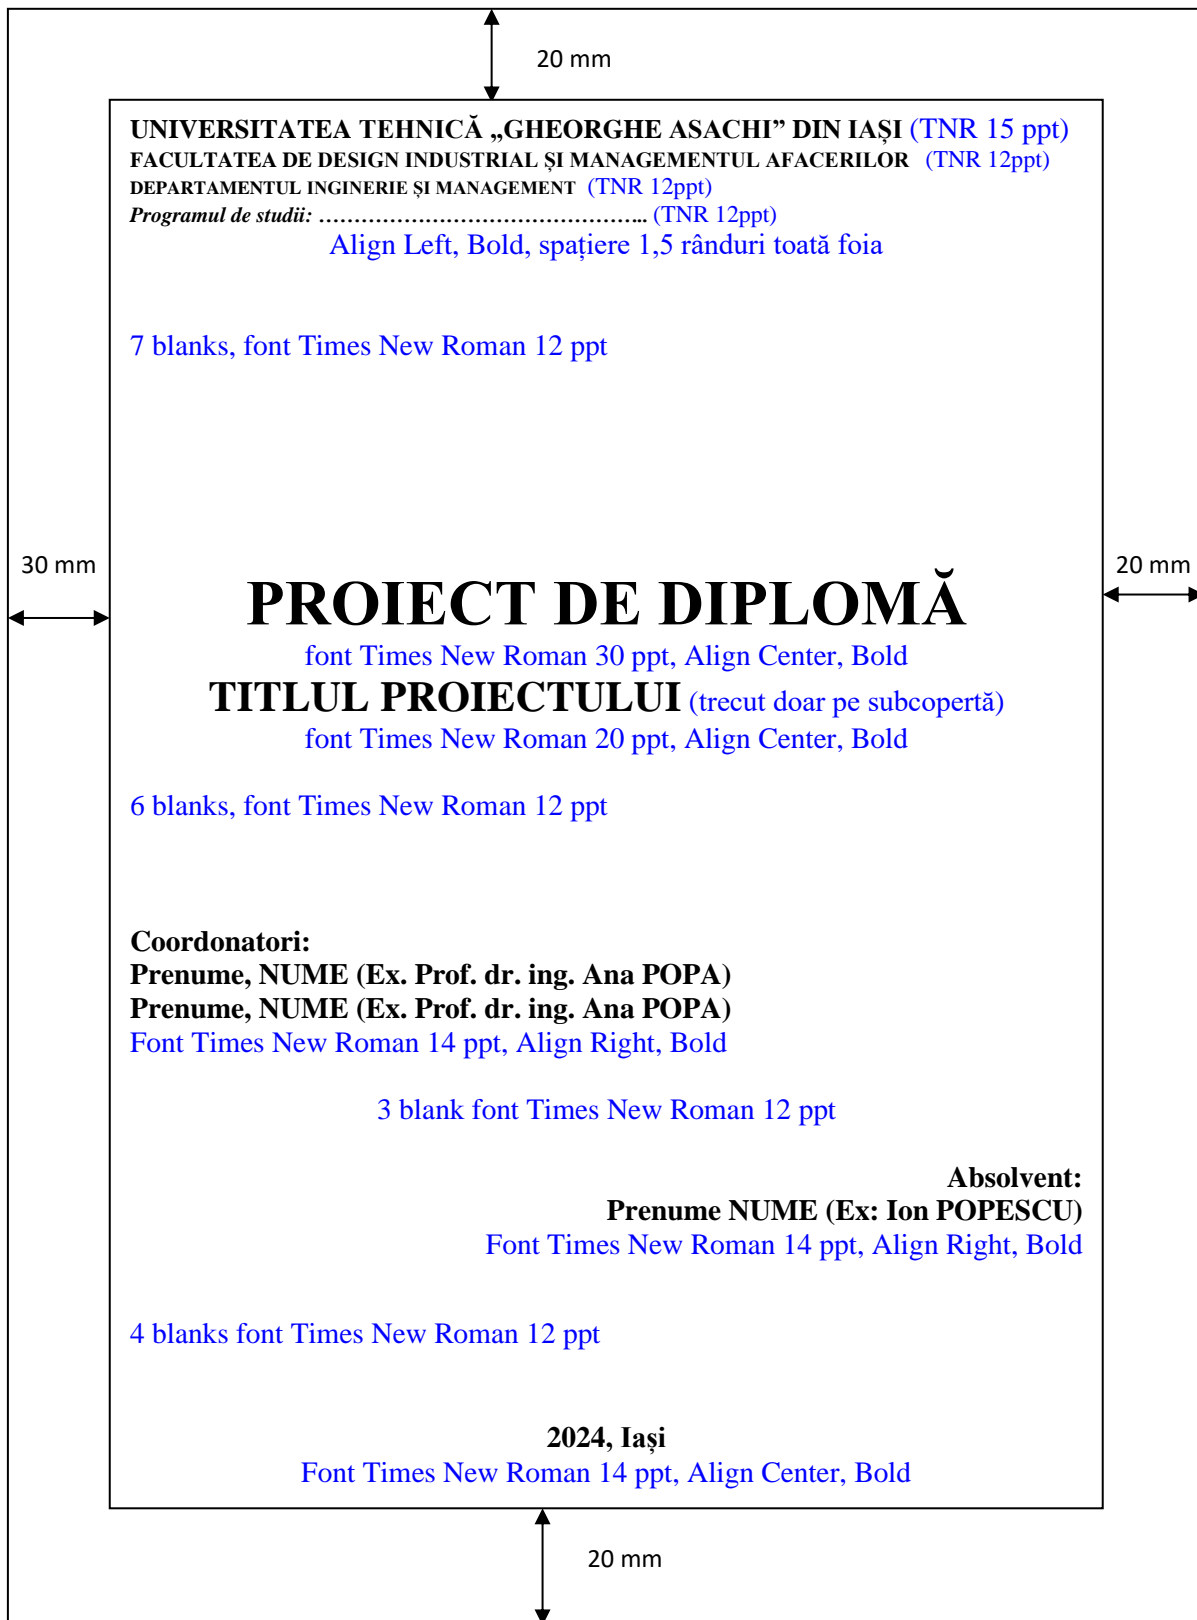 20 mm
UNIVERSITATEA TEHNICĂ „GHEORGHE ASACHI” DIN IAȘI (TNR 15 ppt)
FACULTATEA DE DESIGN INDUSTRIAL ȘI MANAGEMENTUL AFACERILOR (TNR 12ppt)
DEPARTAMENTUL INGINERIE ȘI MANAGEMENT (TNR 12ppt)
Programul de studii: ……………………………………….. (TNR 12ppt)
Align Left, Bold, spațiere 1,5 rânduri toată foia
7 blanks, font Times New Roman 12 ppt
30 mm
20 mm
PROIECT DE DIPLOMĂ
font Times New Roman 30 ppt, Align Center, Bold
TITLUL PROIECTULUI (trecut doar pe subcopertă)
font Times New Roman 20 ppt, Align Center, Bold
6 blanks, font Times New Roman 12 ppt
Coordonatori:
Prenume, NUME (Ex. Prof. dr. ing. Ana POPA)
Prenume, NUME (Ex. Prof. dr. ing. Ana POPA)
Font Times New Roman 14 ppt, Align Right, Bold
3 blank font Times New Roman 12 ppt
Absolvent:
Prenume NUME (Ex: Ion POPESCU)
Font Times New Roman 14 ppt, Align Right, Bold
4 blanks font Times New Roman 12 ppt
2024, Iași
Font Times New Roman 14 ppt, Align Center, Bold
20 mm